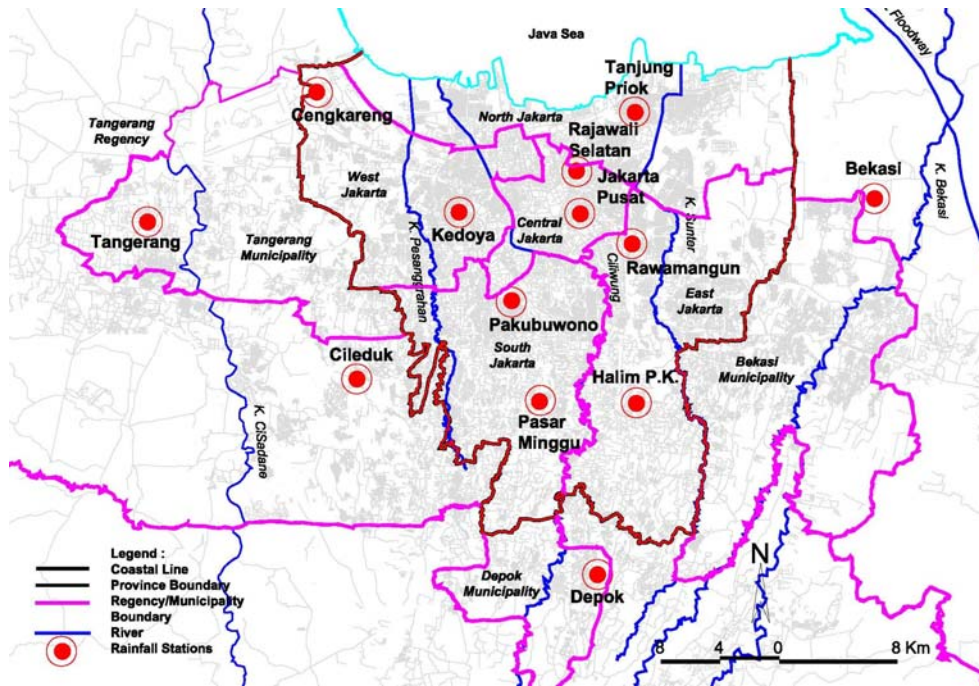 Java Sea
Floodway
Tanjung
Priok
Cengkareng
North Jakarta
Tangerang
Regency
Rajawali
Selatan
Bekasi
K. Bekasi
West
Jakarta
Jakarta
Pusat
Kedoya
Central
Jakarta
K. Suntor
Tangerang
Tangerang
Municipality
K. Pesanggrahan
Ciliwung
Rawamangun
East
Jakarta
Pakubuwono
South
Jakarta
Cileduk
Halim P.K.
Bekasi
Municipality
K. CiSadane
Pasar
Minggu
Depok
Municipality
Depok
N
Legend :
Coastal Line
Province Boundary
Regency/Municipality
Boundary
River
Rainfall Stations
8 4 0 8 Km